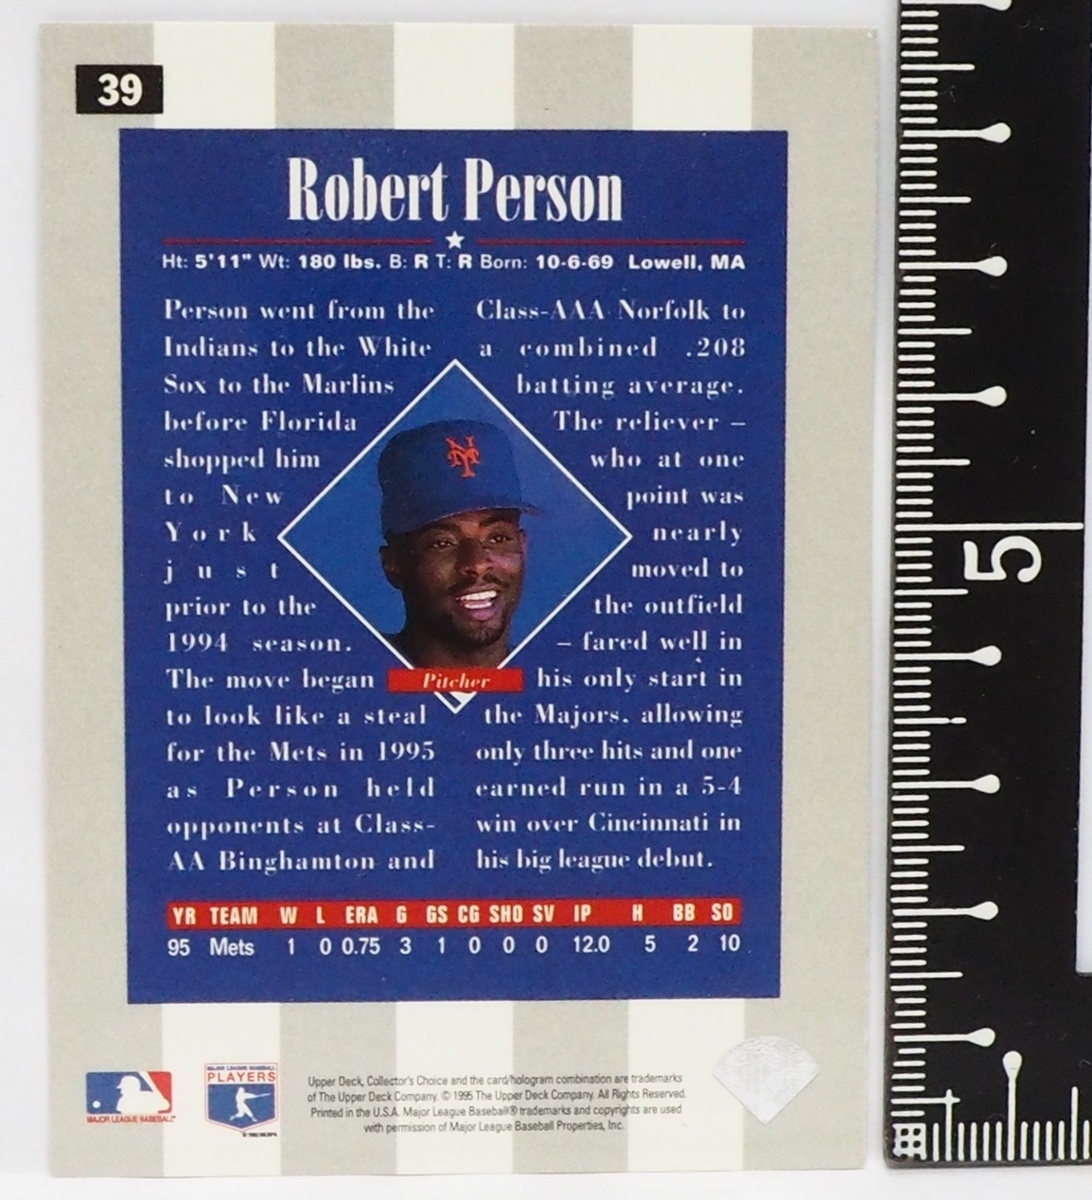 39
Robert Person
Ht: 5'11" Wt: 180 lbs. B: R T: R Born: 10-6-69 Lowell, MA
Person went from the
Indians to the White
Sox to the Marlins
before Florida
shopped him
to New
York
just
prior to the
1994 season.
The move began
to look like a steal
for the Mets in 1995
as Person held
opponents at Class-
AA Binghamton and
Class-AAA Norfolk to
a combined .208
batting average.
The reliever –
who at one
point was
nearly
moved to
the outfield
– fared well in
his only start in
the Majors, allowing
only three hits and one
earned run in a 5-4
win over Cincinnati in
his big league debut.
Pitcher
YR TEAM W L ERA G GS CG SHO SV IP H BB SO
95 Mets 1 0 0.75 3 1 0 0 0 12.0 5 2 10
MAJOR LEAGUE BASEBALL
MAJOR LEAGUE BASEBALL
PLAYERS
Upper Deck, Collector's Choice and the card/hologram combination are trademarks
of The Upper Deck Company. © 1995 The Upper Deck Company. All Rights Reserved.
Printed in the U.S.A. Major League Baseball® trademarks and copyrights are used
with permission of Major League Baseball Properties, Inc.
5